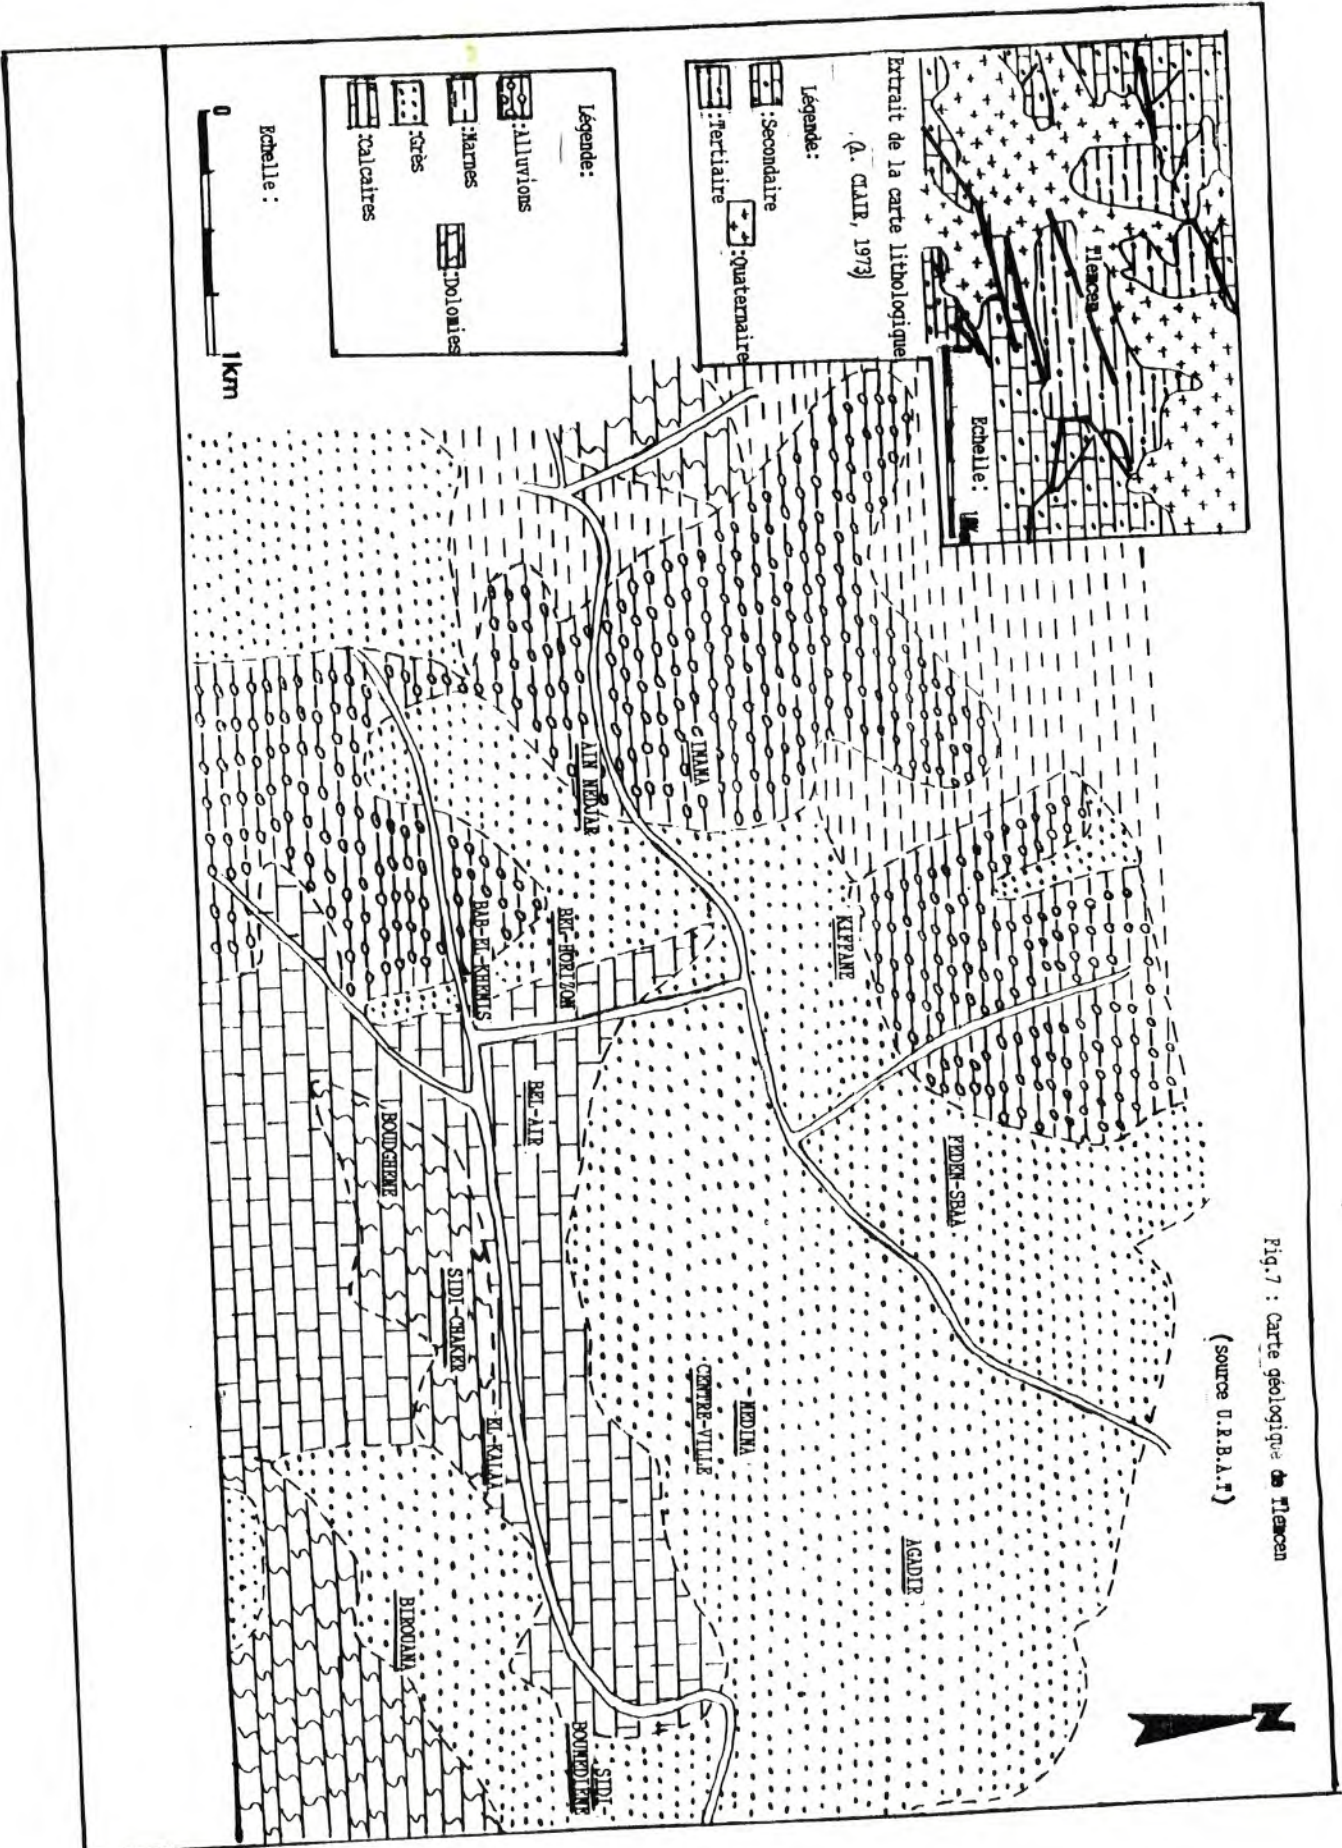 Fig.7 : Carte géologique de Tlemcen
(source U.R.B.A.T)
N
Tlemcen
Echelle:
Extrait de la carte lithologique
(A. CLAIR, 1973)
Légende:
:Secondaire
:Quaternaire
:Tertiaire
Légende:
:Alluvions
:Marnes
:Dolomies
:Grès
:Calcaires
Echelle :
0
1km
FEDEN-SBAA
AGADIR
KIFFANE
MEDINA
CENTRE-VILLE
IMAMA
AIN NEDJAR
BEL-HORIZON
BEL-AIR
BAB-EL-KHEMIS
BOUDGHENE
SIDI-CHAKER
EL-KALAA
BIROUANA
SIDI-
BOUMEDIENE